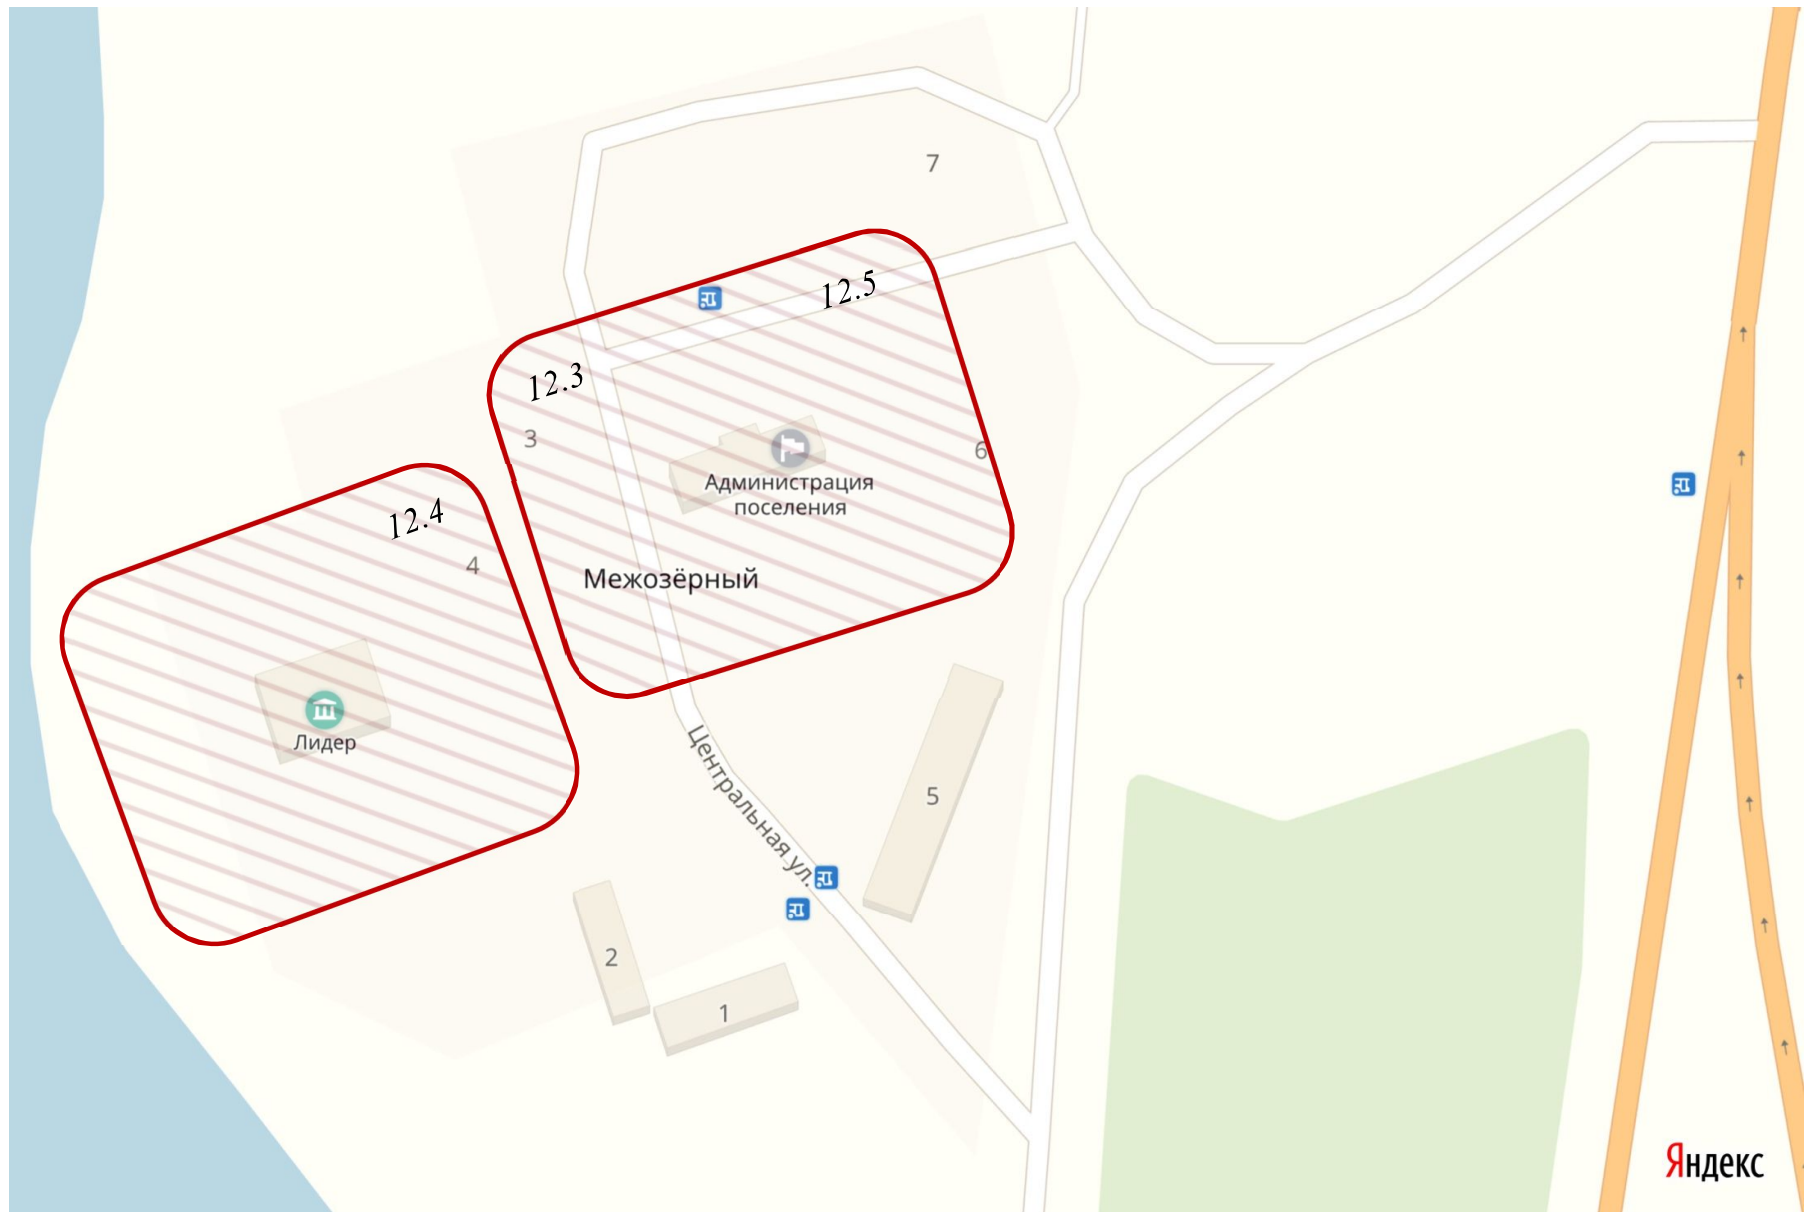 7
12.5
12.3
3
6
Администрация
поселения
12.4
4
Межозёрный
Лидер
Центральная ул.
5
2
1
Яндекс